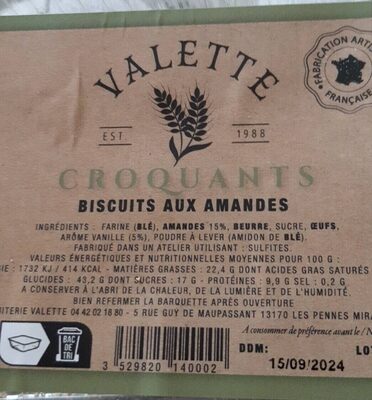 VALETTE
FABRICATION
FRANÇAISE
EST 1988
CROQUANTS
BISCUITS AUX AMANDES
INGRÉDIENTS : FARINE (BLÉ), AMANDES 15%, BEURRE, SUCRE, ŒUFS,
ARÔME VANILLE (5%), POUDRE À LEVER (AMIDON DE BLÉ).
FABRIQUÉ DANS UN ATELIER UTILISANT : SULFITES.
VALEURS ÉNERGÉTIQUES ET NUTRITIONNELLES MOYENNES POUR 100 G :
: 1732 KJ / 414 KCAL - MATIÈRES GRASSES : 22,4 G DONT ACIDES GRAS SATURÉS
GLUCIDES : 43,2 G DONT SUCRES : 17 G - PROTÉINES : 9,9 G SEL : 0,2 G
A CONSERVER À L'ABRI DE LA CHALEUR, DE LA LUMIÈRE ET DE L'HUMIDITÉ.
BIEN REFERMER LA BARQUETTE APRÈS OUVERTURE
VALETTE 04 42 02 18 80 - 5 RUE GUY DE MAUPASSANT 13170 LES PENNES
A consommer de préférence avant le /
BAC
DE
TRI
DDM:
15/09/2024
3 529820 140002